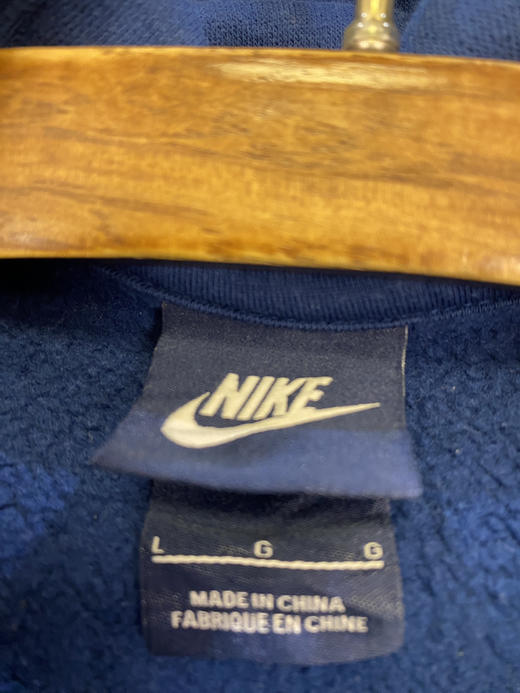 NIKE
L G G
MADE IN CHINA
FABRIQUE EN CHINE